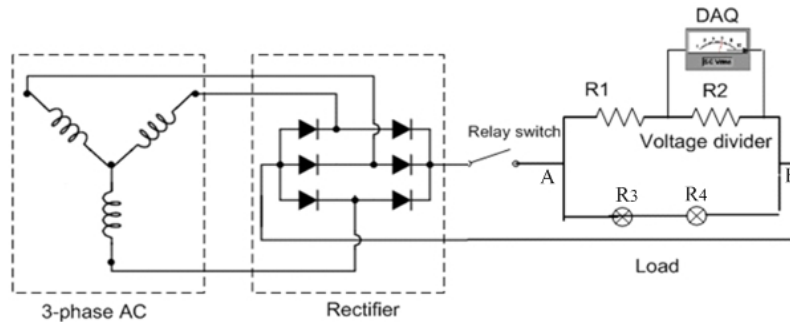 DAQ
R1
R2
Relay switch
Voltage divider
A
B
R3
R4
Load
3-phase AC
Rectifier